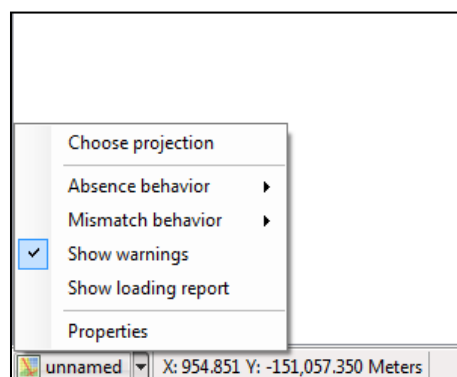 Choose projection
Absence behavior
Mismatch behavior
Show warnings
Show loading report
Properties
unnamed X: 954.851 Y: -151,057.350 Meters